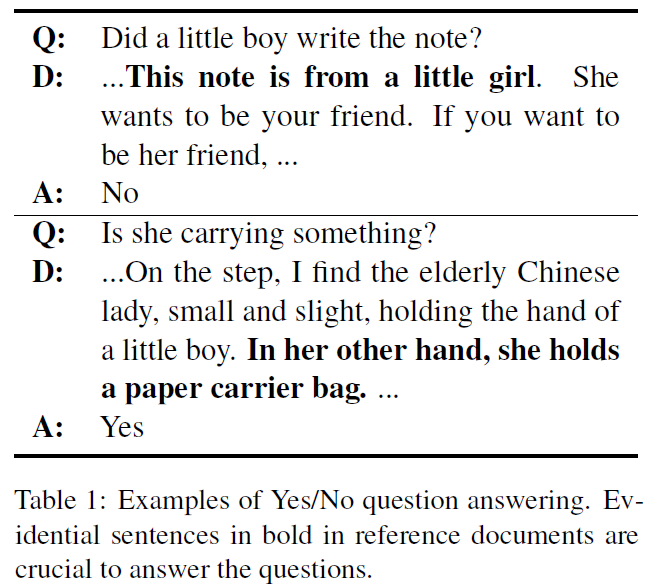 Q: Did a little boy write the note?
D: ...This note is from a little girl. She
wants to be your friend. If you want to
be her friend, ...
A: No
Q: Is she carrying something?
D: ...On the step, I find the elderly Chinese
lady, small and slight, holding the hand of
a little boy. In her other hand, she holds
a paper carrier bag. ...
A: Yes
Table 1: Examples of Yes/No question answering. Ev-
idential sentences in bold in reference documents are
crucial to answer the questions.